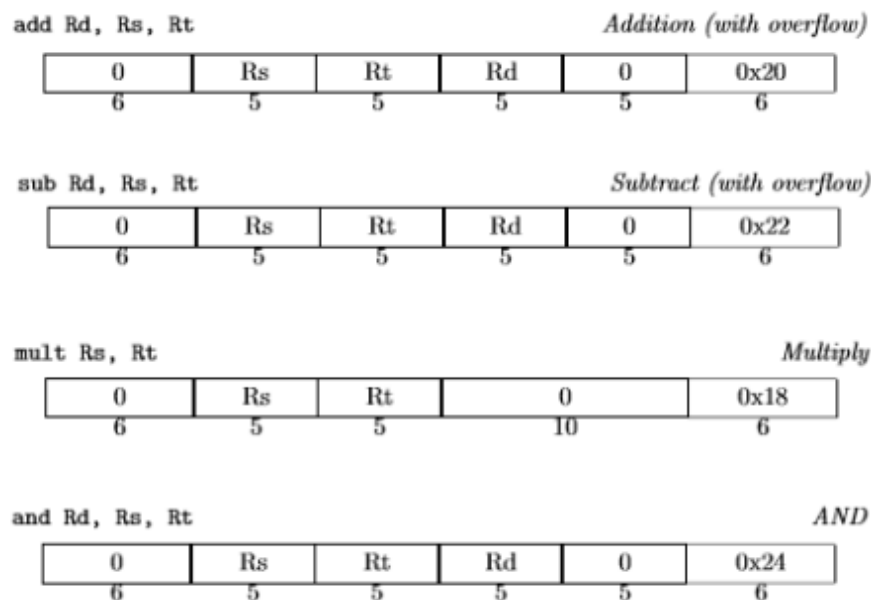 add Rd, Rs, Rt Addition (with overflow)
0 Rs Rt Rd 0 0x20
6 5 5 5 5 6
sub Rd, Rs, Rt Subtract (with overflow)
0 Rs Rt Rd 0 0x22
6 5 5 5 5 6
mult Rs, Rt Multiply
0 Rs Rt 0 0x18
6 5 5 10 6
and Rd, Rs, Rt AND
0 Rs Rt Rd 0 0x24
6 5 5 5 5 6